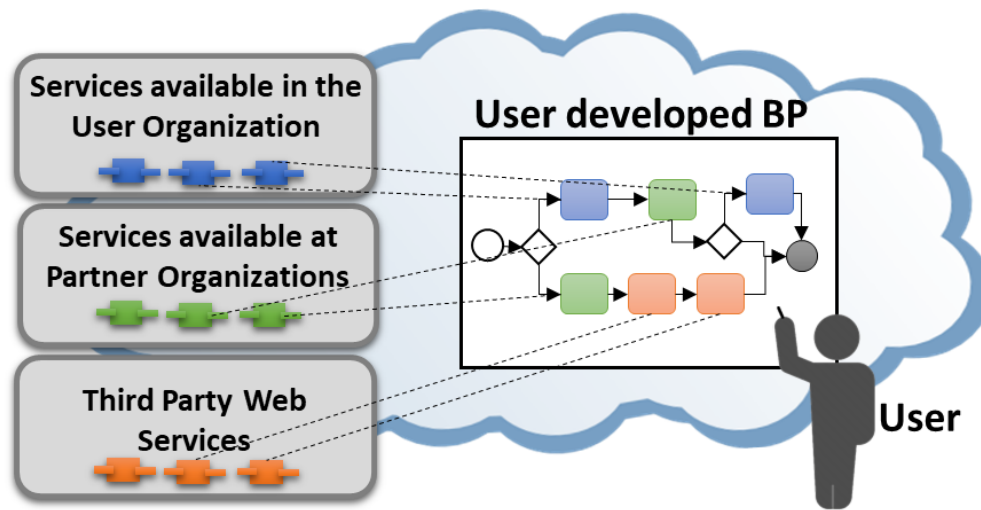 Services available in the
User Organization
Services available at
Partner Organizations
Third Party Web
Services
User developed BP
User